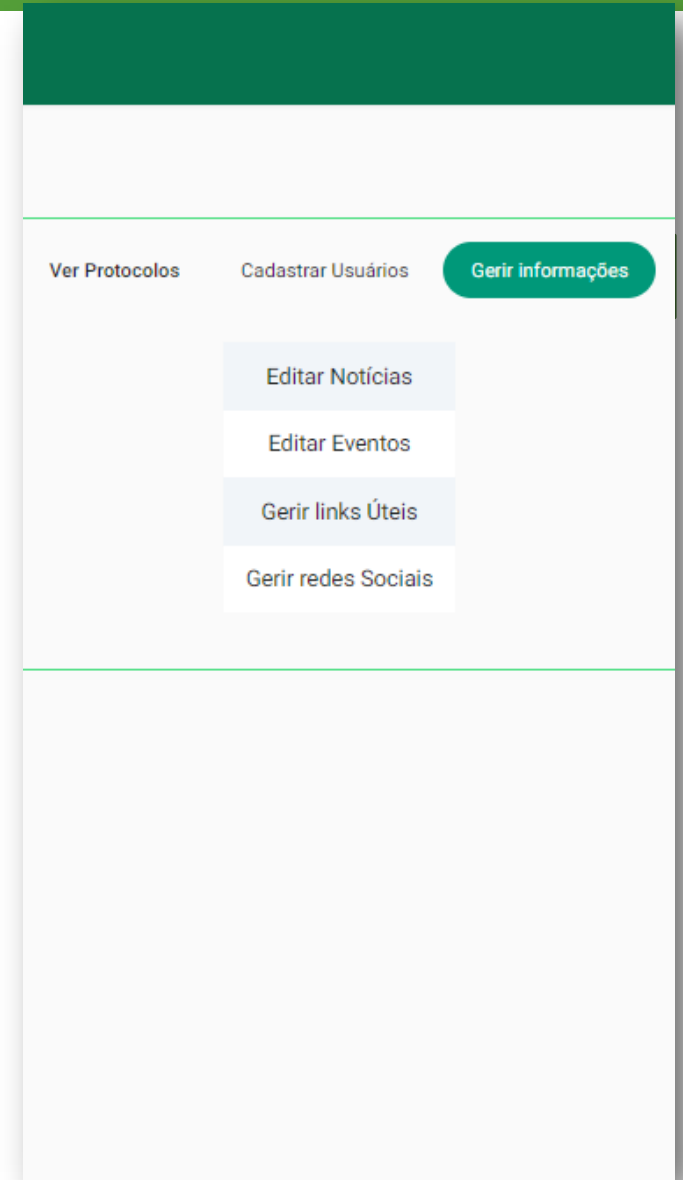 Ver Protocolos Cadastrar Usuários Gerir informações
Editar Notícias
Editar Eventos
Gerir links Úteis
Gerir redes Sociais